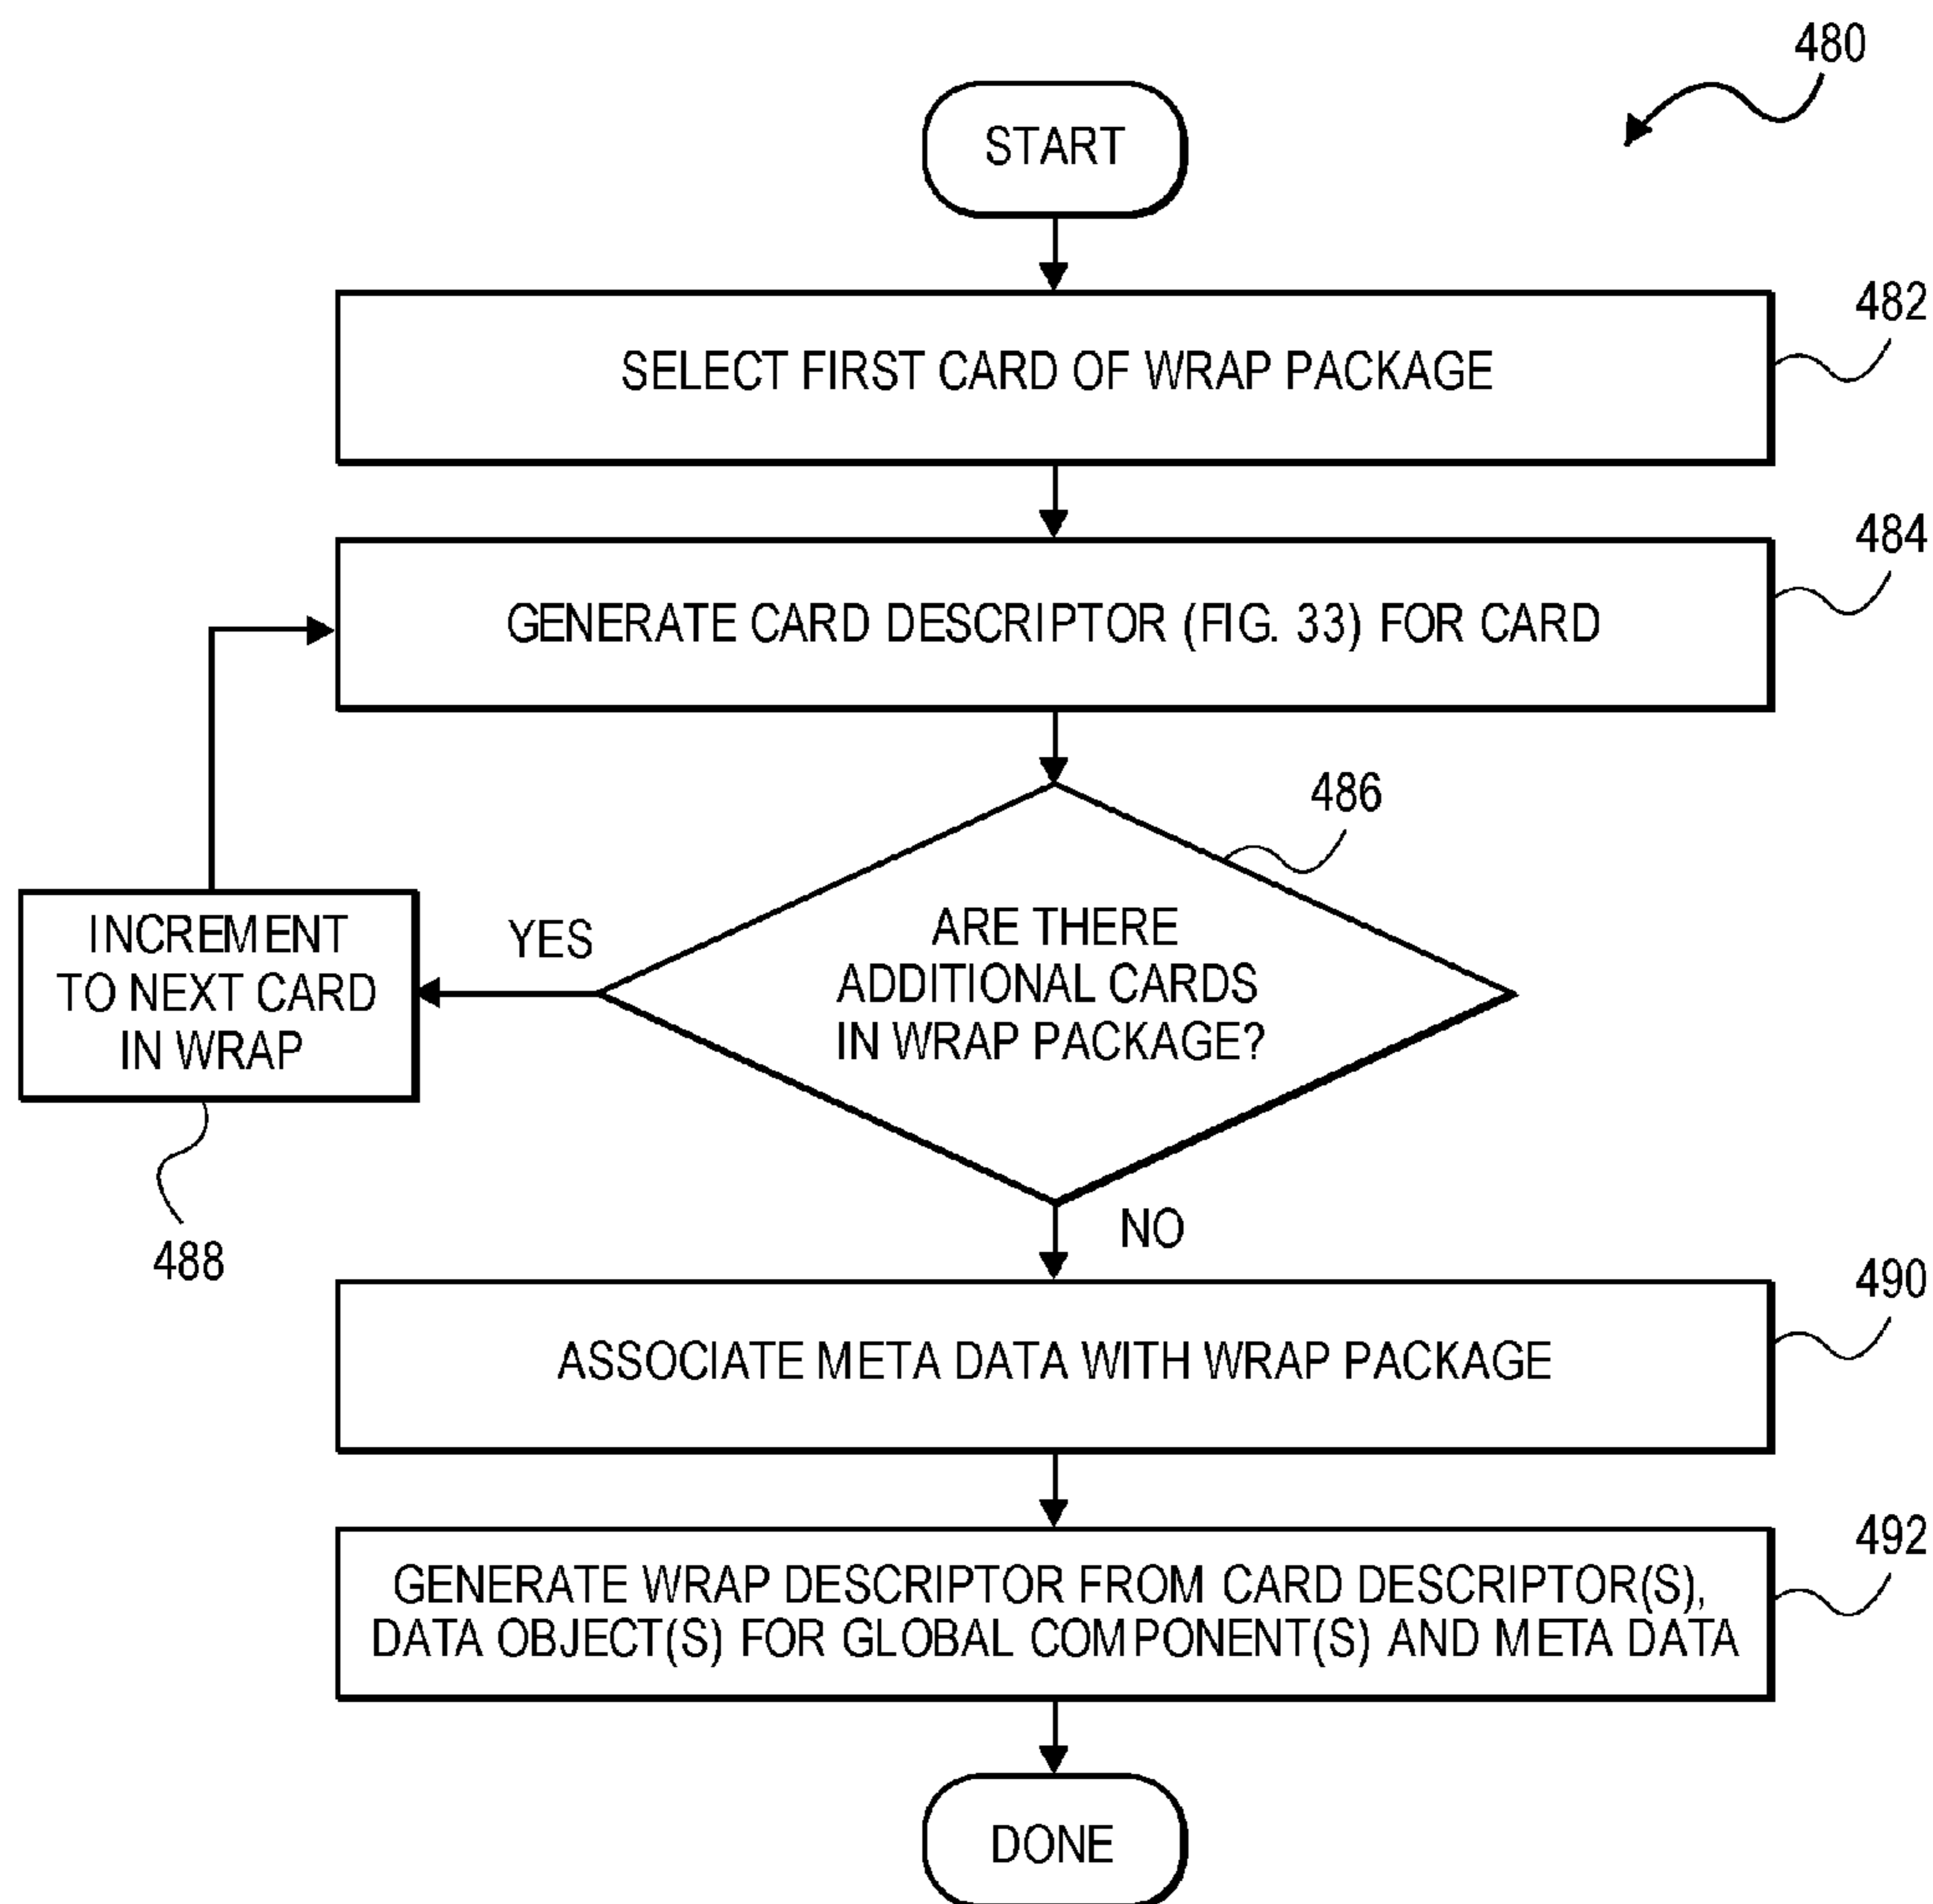 480
START
482
SELECT FIRST CARD OF WRAP PACKAGE
484
GENERATE CARD DESCRIPTOR (FIG. 33) FOR CARD
486
ARE THERE
ADDITIONAL CARDS
IN WRAP PACKAGE?
YES
INCREMENT
TO NEXT CARD
IN WRAP
488
NO
490
ASSOCIATE META DATA WITH WRAP PACKAGE
492
GENERATE WRAP DESCRIPTOR FROM CARD DESCRIPTOR(S),
DATA OBJECT(S) FOR GLOBAL COMPONENT(S) AND META DATA
DONE